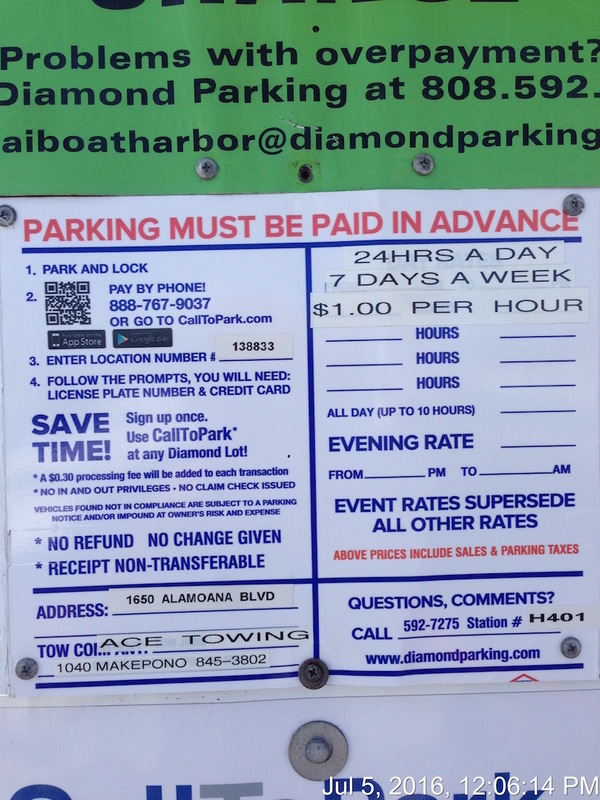 Problems with overpayment?
Diamond Parking at 808.592.
aiboatharbor@diamondparking
PARKING MUST BE PAID IN ADVANCE
1. PARK AND LOCK
2. PAY BY PHONE!
888-767-9037
OR GO TO CallToPark.com
App Store
Google play
3. ENTER LOCATION NUMBER # 138833
4. FOLLOW THE PROMPTS, YOU WILL NEED:
LICENSE PLATE NUMBER & CREDIT CARD
SAVE TIME!
Sign up once.
Use CallToPark*
at any Diamond Lot!
* A $0.30 processing fee will be added to each transaction
* NO IN AND OUT PRIVILEGES • NO CLAIM CHECK ISSUED
VEHICLES FOUND NOT IN COMPLIANCE ARE SUBJECT TO A PARKING
NOTICE AND/OR IMPOUND AT OWNER'S RISK AND EXPENSE
* NO REFUND NO CHANGE GIVEN
* RECEIPT NON-TRANSFERABLE
ADDRESS: 1650 ALAMOANA BLVD
TOW ACE TOWING
1040 MAKEPONO 845-3802
24HRS A DAY
7 DAYS A WEEK
$1.00 PER HOUR
HOURS
HOURS
HOURS
ALL DAY (UP TO 10 HOURS)
EVENING RATE
FROM PM TO AM
EVENT RATES SUPERSEDE
ALL OTHER RATES
ABOVE PRICES INCLUDE SALES & PARKING TAXES
QUESTIONS, COMMENTS?
CALL 592-7275 Station # H401
www.diamondparking.com
CallToPark
Jul 5, 2016, 12:06:14 PM